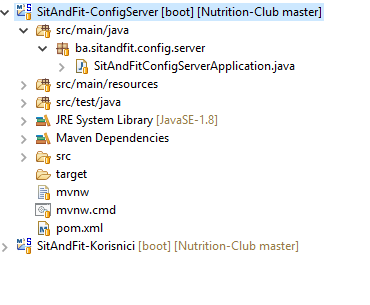 SitAndFit-ConfigServer [boot] [Nutrition-Club master]
src/main/java
ba.sitandfit.config.server
SitAndFitConfigServerApplication.java
src/main/resources
src/test/java
JRE System Library [JavaSE-1.8]
Maven Dependencies
src
target
mvnw
mvnw.cmd
pom.xml
SitAndFit-Korisnici [boot] [Nutrition-Club master]